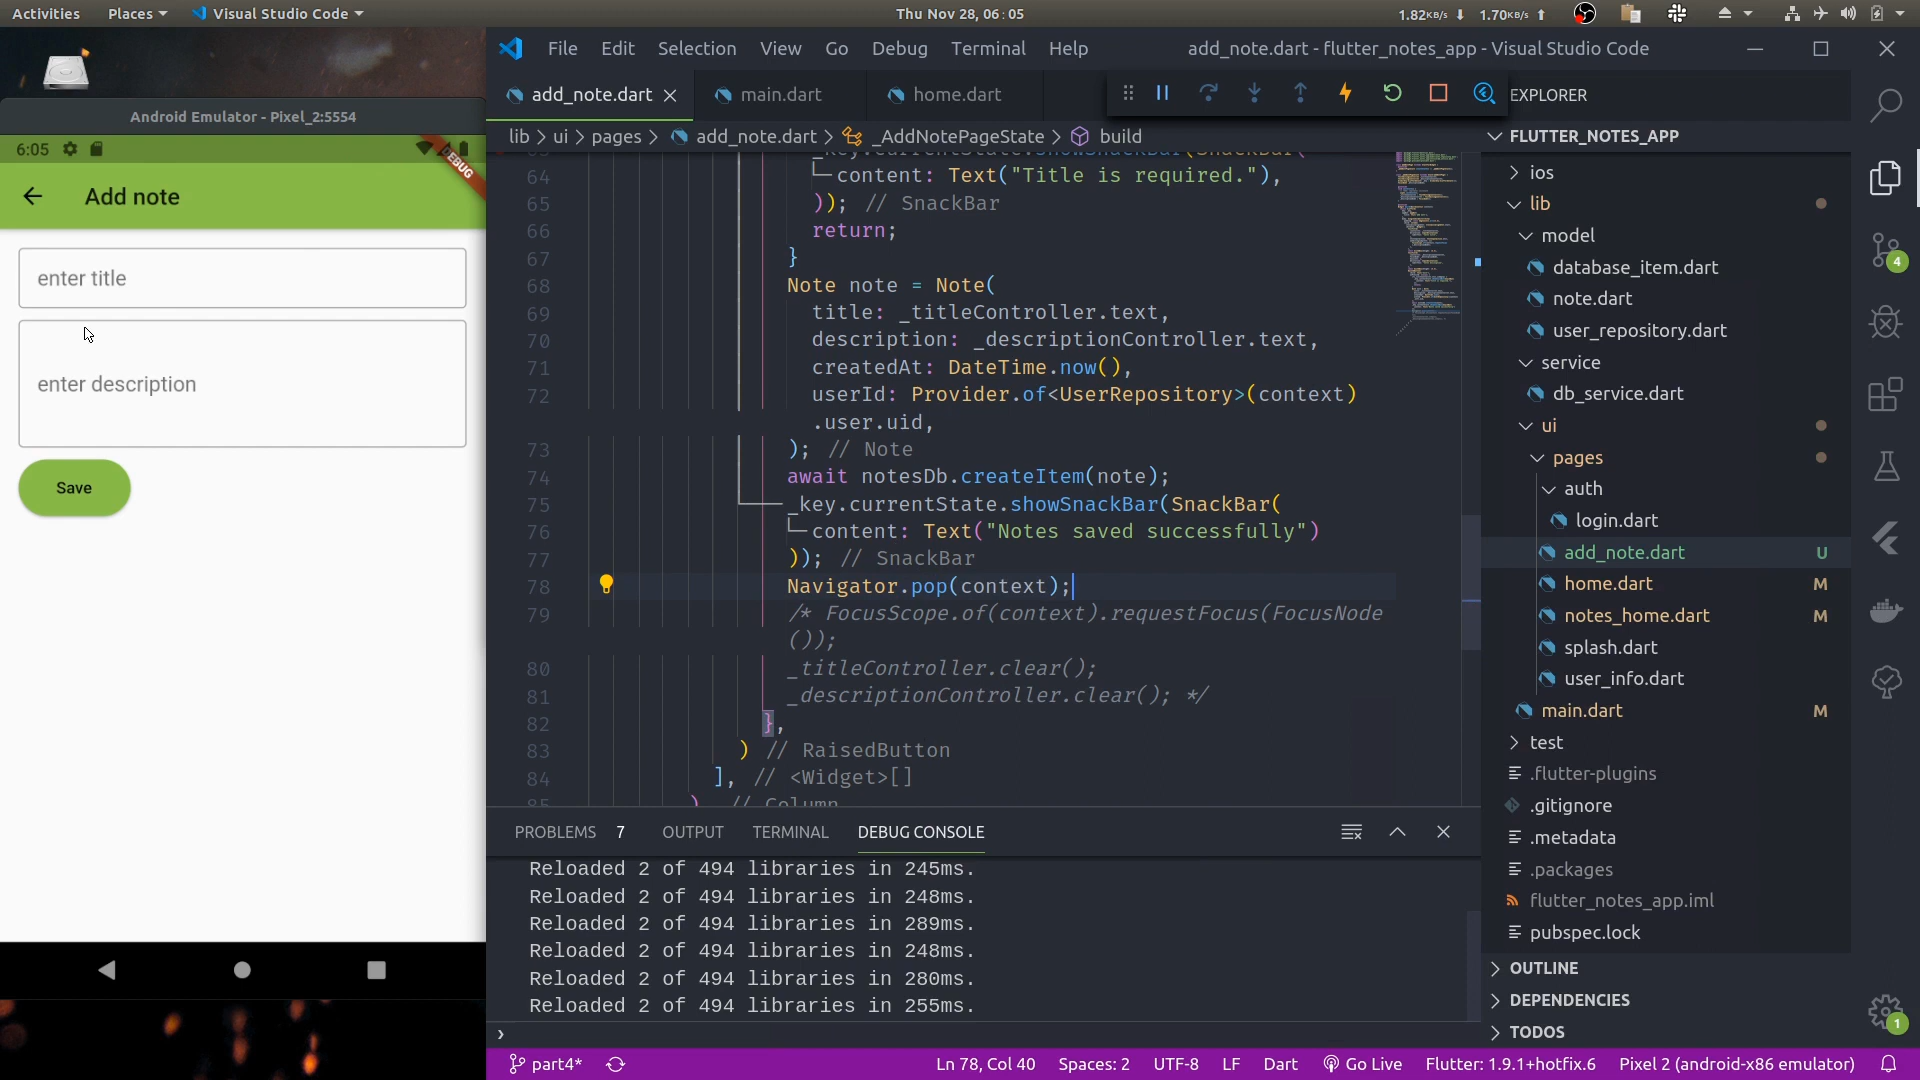 Activities Places Visual Studio Code Thu Nov 28, 06:05 1.82KB/s 1.70KB/s
Android Emulator - Pixel_2:5554
6:05
DEBUG
Add note
enter title
enter description
Save
File Edit Selection View Go Debug Terminal Help add_note.dart - flutter_notes_app - Visual Studio Code
add_note.dart main.dart home.dart
lib > ui > pages > add_note.dart > _AddNotePageState > build
64 content: Text("Title is required."),
65 )); // SnackBar
66 return;
67 }
68 Note note = Note(
69 title: _titleController.text,
70 description: _descriptionController.text,
71 createdAt: DateTime.now(),
72 userId: Provider.of<UserRepository>(context)
.user.uid,
73 ); // Note
74 await notesDb.createItem(note);
75 _key.currentState.showSnackBar(SnackBar(
76 content: Text("Notes saved successfully")
77 )); // SnackBar
78 Navigator.pop(context);
79 /* FocusScope.of(context).requestFocus(FocusNode
());
80 _titleController.clear();
81 _descriptionController.clear(); */
82 },
83 ) // RaisedButton
84 ], // <Widget>[]
85 ) // Column
PROBLEMS 7 OUTPUT TERMINAL DEBUG CONSOLE
Reloaded 2 of 494 libraries in 245ms.
Reloaded 2 of 494 libraries in 248ms.
Reloaded 2 of 494 libraries in 289ms.
Reloaded 2 of 494 libraries in 248ms.
Reloaded 2 of 494 libraries in 280ms.
Reloaded 2 of 494 libraries in 255ms.
EXPLORER
FLUTTER_NOTES_APP
ios
lib
model
database_item.dart
note.dart
user_repository.dart
service
db_service.dart
ui
pages
auth
login.dart
add_note.dart U
home.dart M
notes_home.dart M
splash.dart
user_info.dart
main.dart M
test
.flutter-plugins
.gitignore
.metadata
.packages
flutter_notes_app.iml
pubspec.lock
OUTLINE
DEPENDENCIES
TODOS
4
1
part4* Ln 78, Col 40 Spaces: 2 UTF-8 LF Dart Go Live Flutter: 1.9.1+hotfix.6 Pixel 2 (android-x86 emulator)